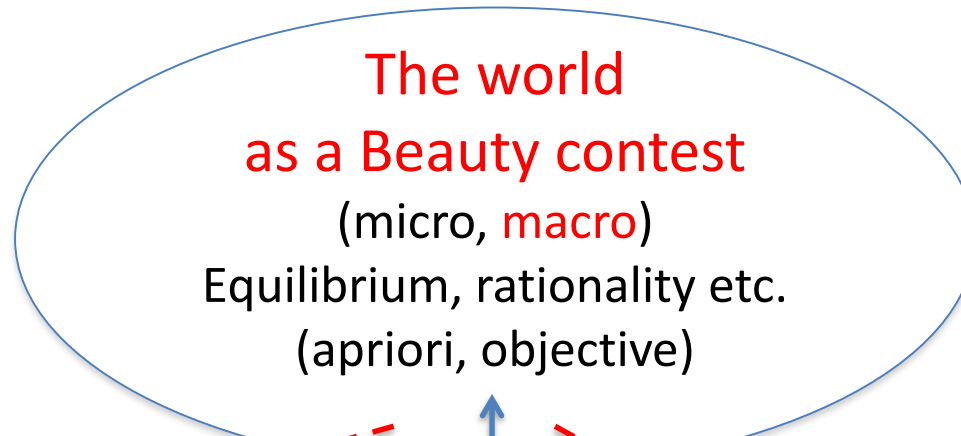 The world
as a Beauty contest
(micro, macro)
Equilibrium, rationality etc.
(apriori, objective)